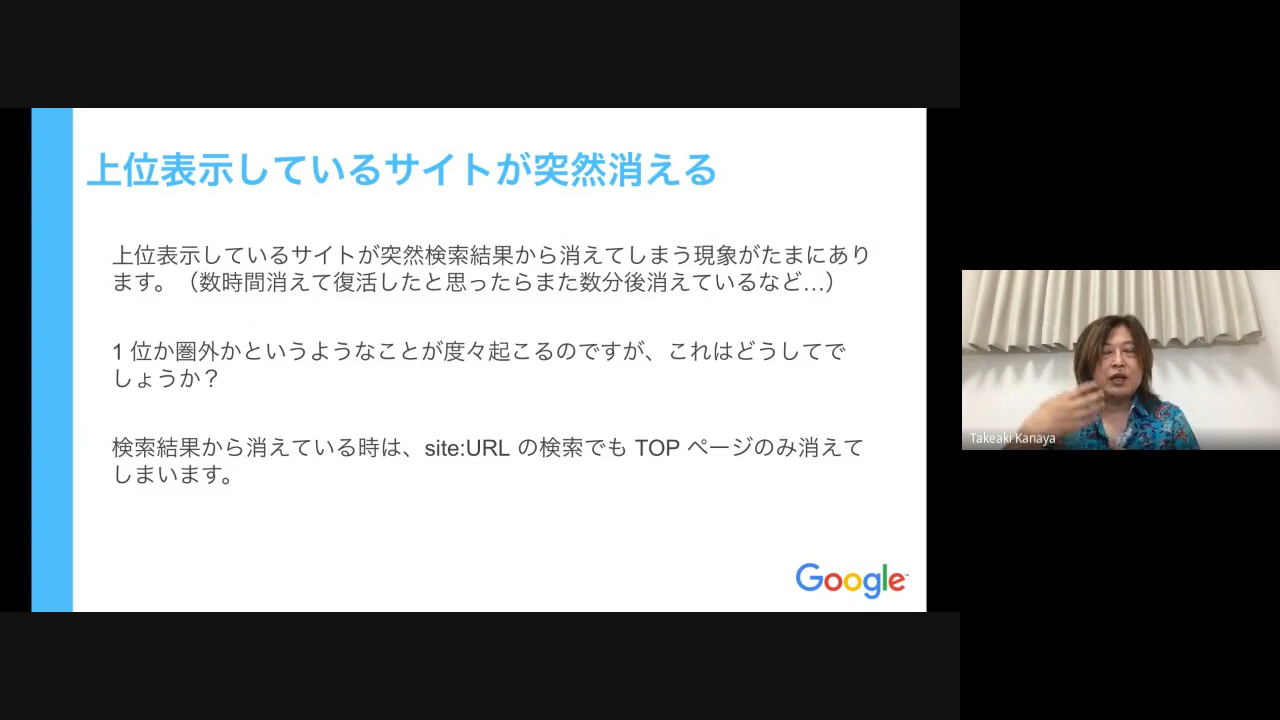 上位表示しているサイトが突然消える
上位表示しているサイトが突然検索結果から消えてしまう現象がたまにあり
ます。（数時間消えて復活したと思ったらまた数分後消えているなど…）
1 位か圏外かというようなことが度々起こるのですが、これはどうしてで
しょうか？
検索結果から消えている時は、site:URL の検索でも TOP ページのみ消えて
しまいます。
Google™
Takeaki Kanaya